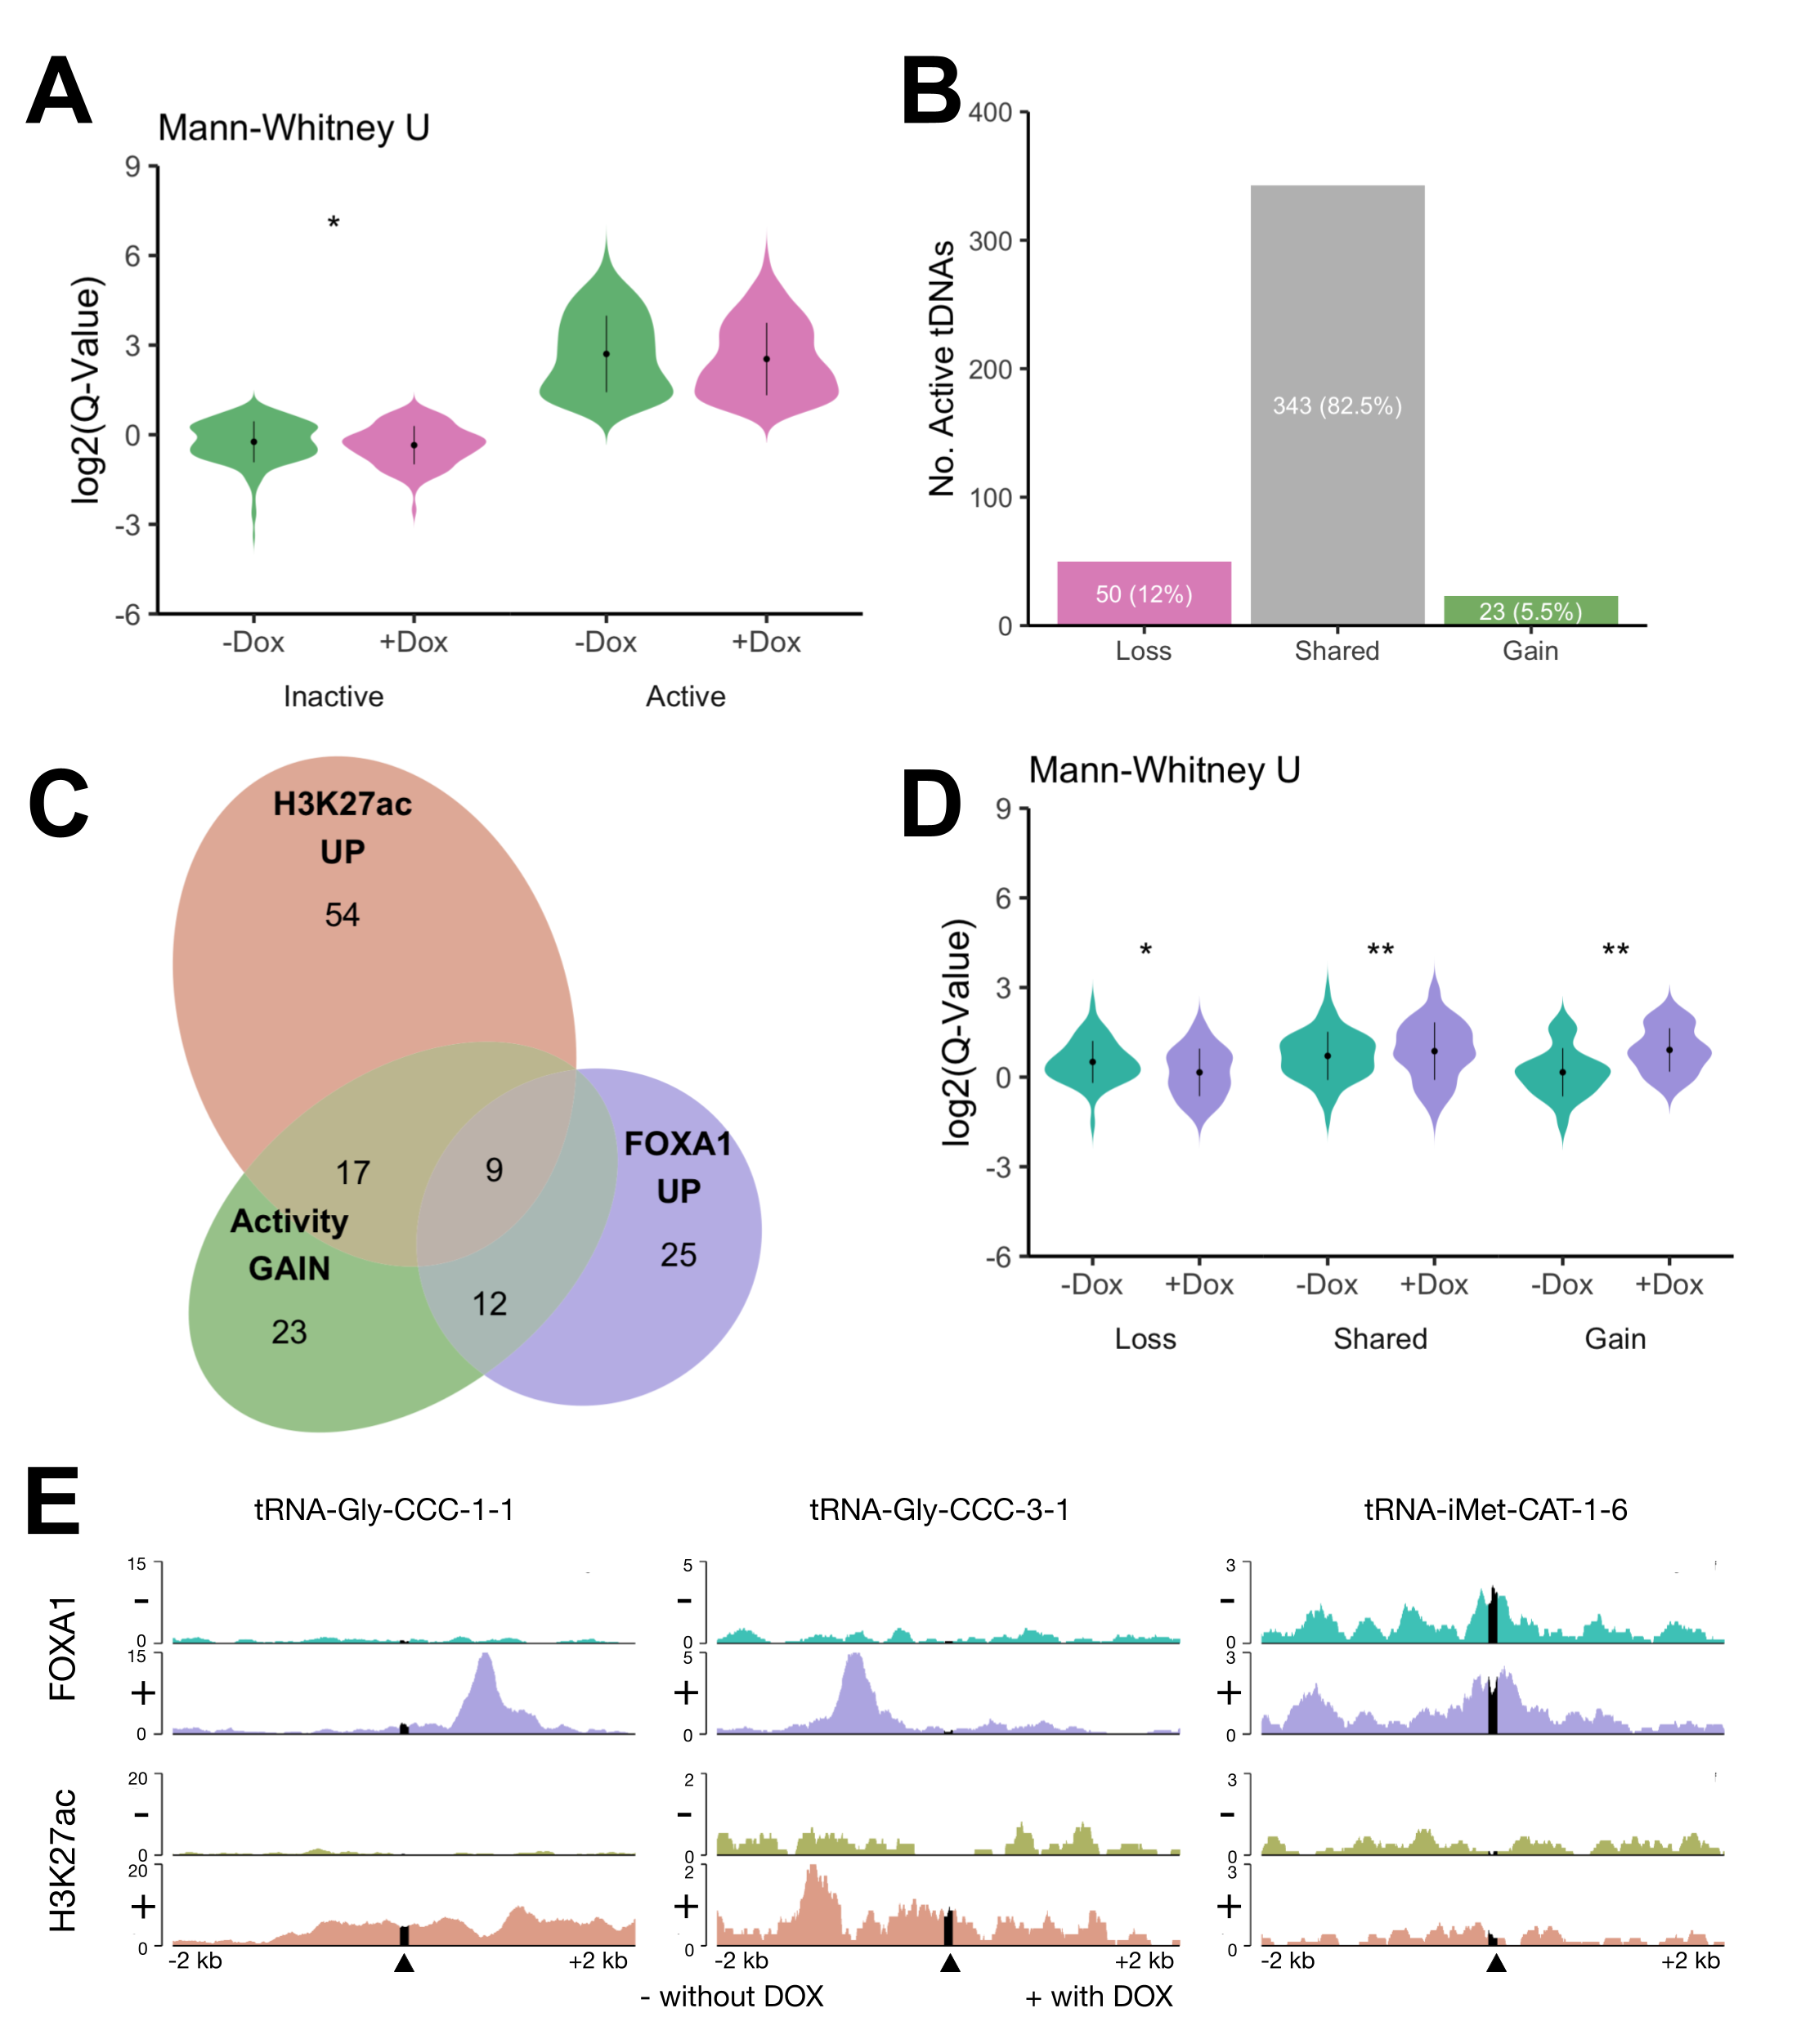 A
Mann-Whitney U
9
6
3
0
-3
-6
log2(Q-Value)
*
-Dox
+Dox
-Dox
+Dox
Inactive
Active
B
400
300
200
100
0
No. Active tDNAs
50 (12%)
343 (82.5%)
23 (5.5%)
Loss
Shared
Gain
C
H3K27ac
UP
54
17
9
Activity
GAIN
23
12
FOXA1
UP
25
D
Mann-Whitney U
9
6
3
0
-3
-6
log2(Q-Value)
*
**
**
-Dox
+Dox
-Dox
+Dox
-Dox
+Dox
Loss
Shared
Gain
E
tRNA-Gly-CCC-1-1
tRNA-Gly-CCC-3-1
tRNA-iMet-CAT-1-6
FOXA1
15
-
0
5
-
0
3
-
0
15
+
0
5
+
0
3
+
0
H3K27ac
20
-
0
2
-
0
3
-
0
20
+
0
2
+
0
3
+
0
-2 kb
+2 kb
-2 kb
+2 kb
-2 kb
+2 kb
- without DOX
+ with DOX